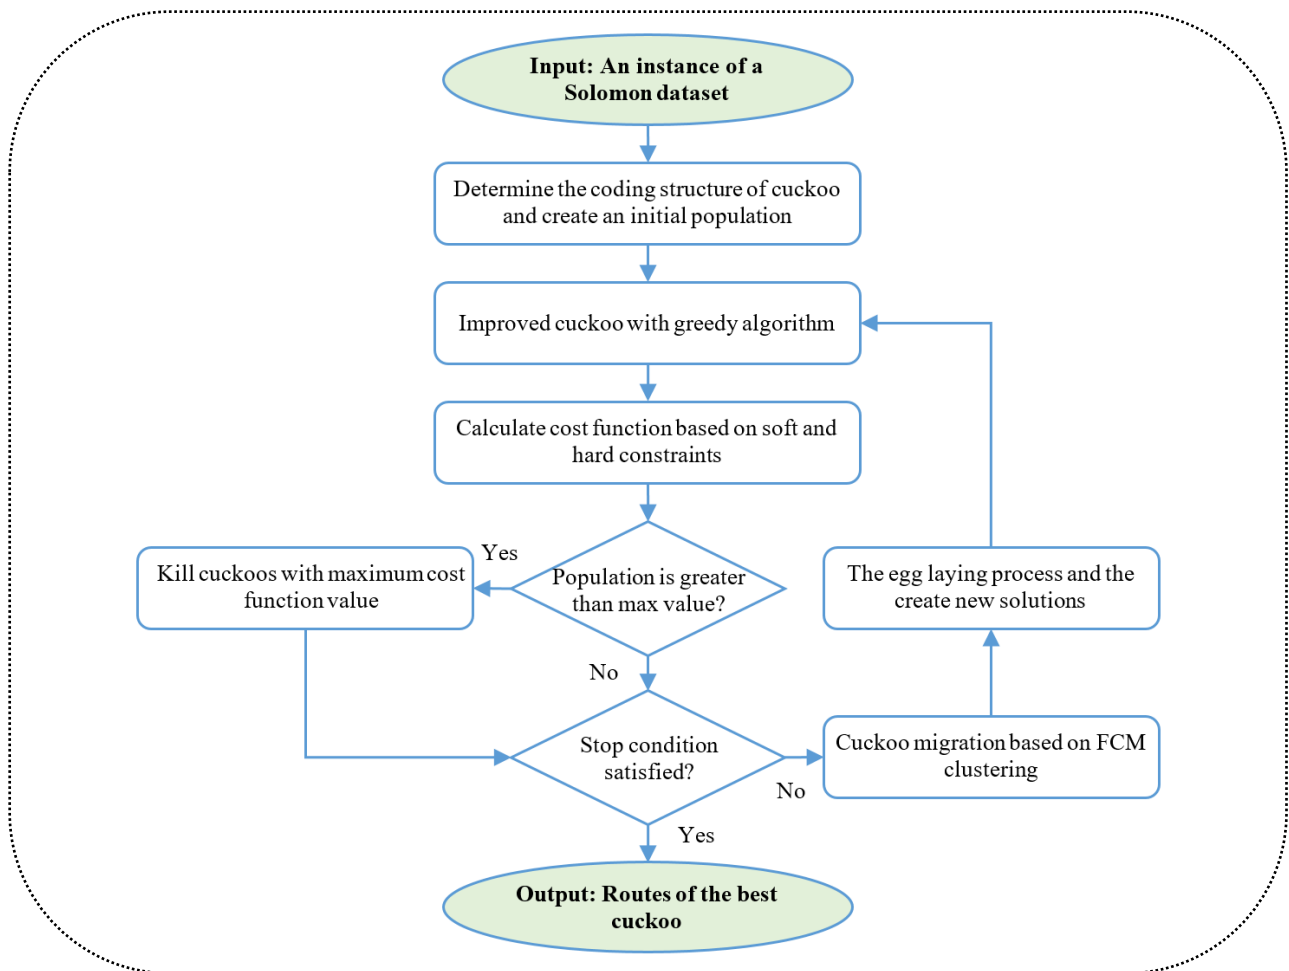 Input: An instance of a
Solomon dataset
Determine the coding structure of cuckoo
and create an initial population
Improved cuckoo with greedy algorithm
Calculate cost function based on soft and
hard constraints
Yes
Kill cuckoos with maximum cost
function value
Population is greater
than max value?
The egg laying process and the
create new solutions
No
Stop condition
satisfied?
Cuckoo migration based on FCM
clustering
No
Yes
Output: Routes of the best
cuckoo